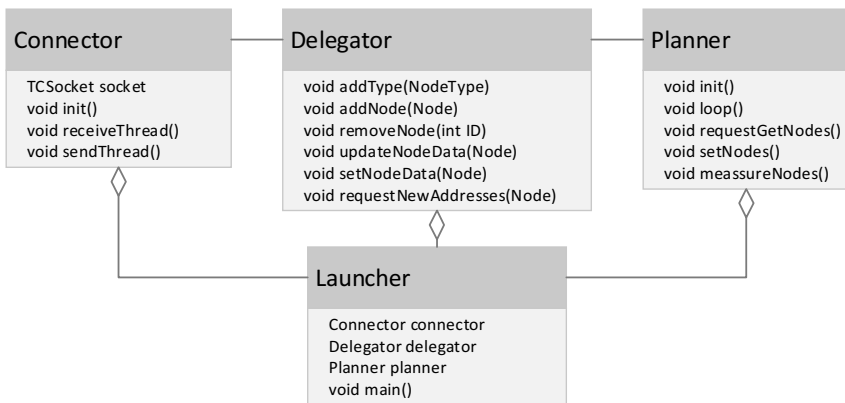 Connector
TCSocket socket
void init()
void receiveThread()
void sendThread()
Delegator
void addType(NodeType)
void addNode(Node)
void removeNode(int ID)
void updateNodeData(Node)
void setNodeData(Node)
void requestNewAddresses(Node)
Planner
void init()
void loop()
void requestGetNodes()
void setNodes()
void meassureNodes()
Launcher
Connector connector
Delegator delegator
Planner planner
void main()